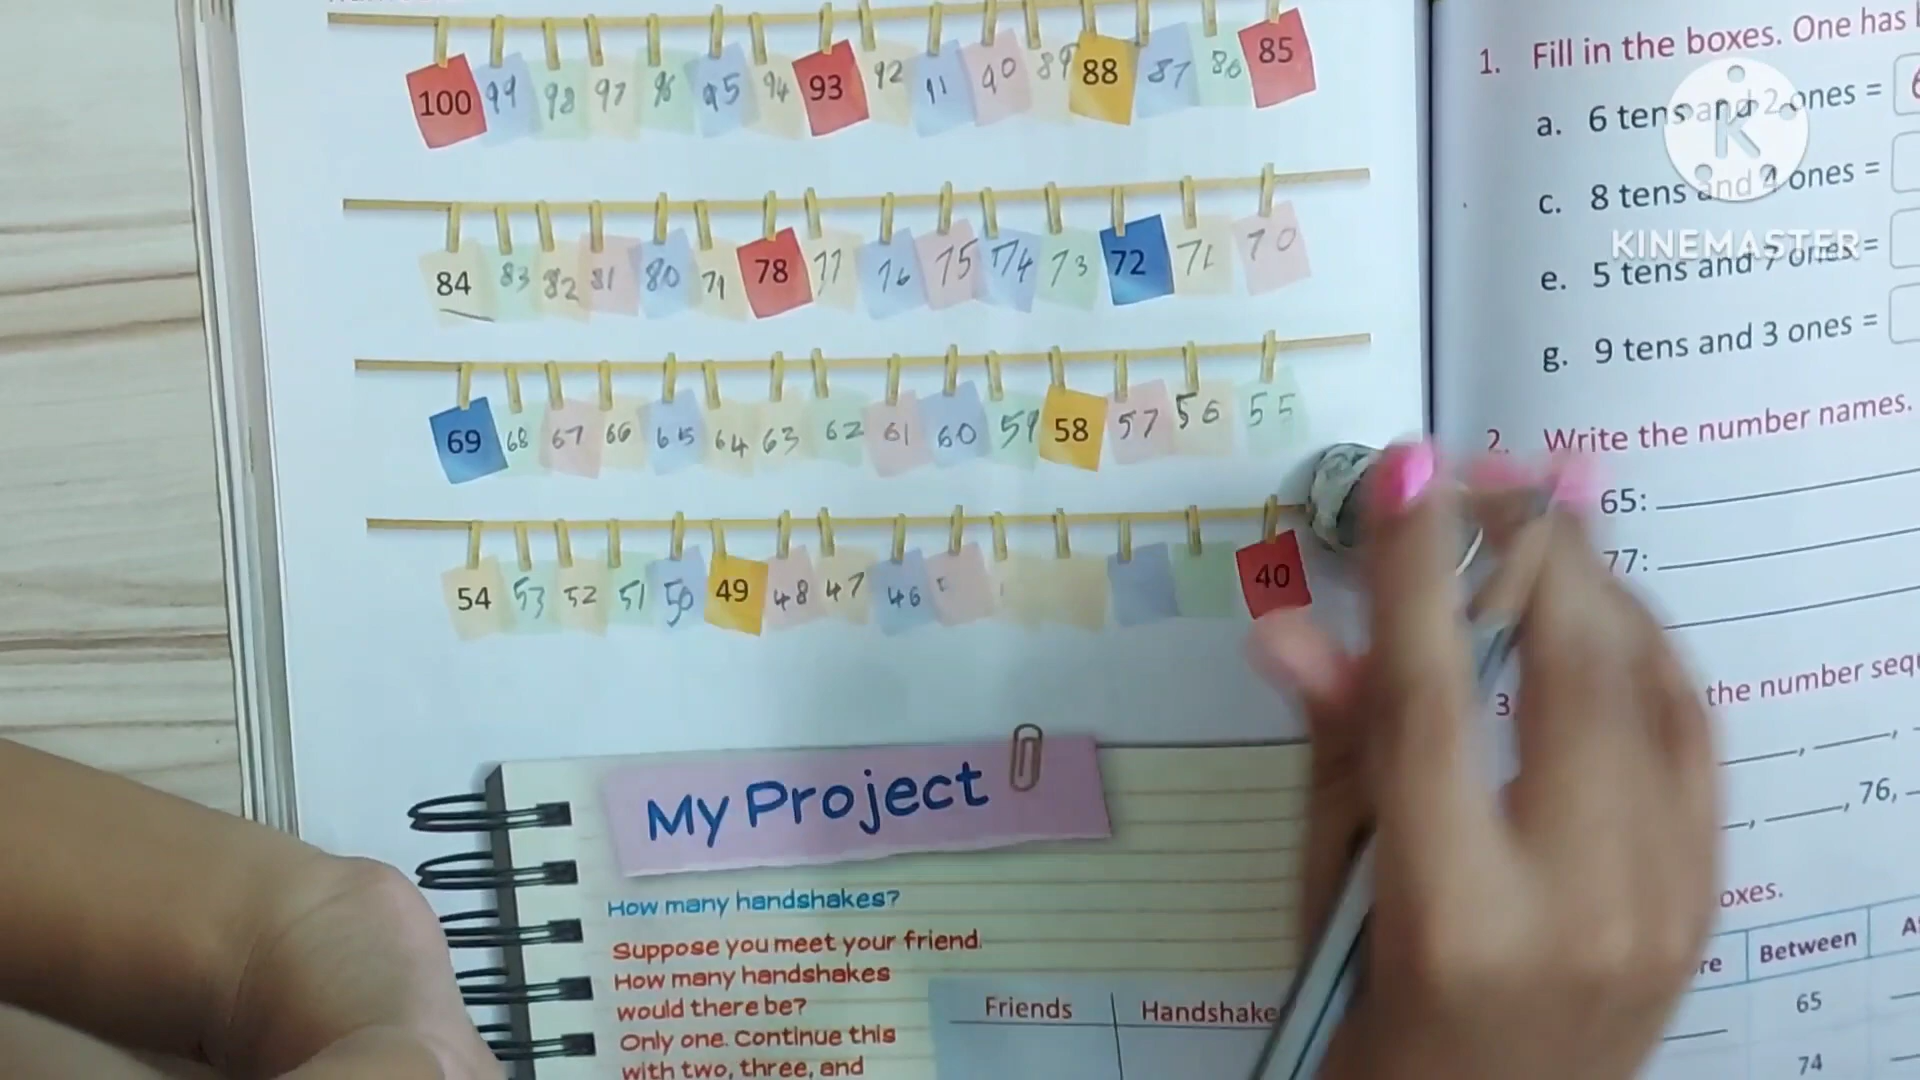 100 99 98 97 96 95 94 93 92 91 90 89 88 87 86 85
84 83 82 81 80 79 78 77 76 75 74 73 72 71 70
69 68 67 66 65 64 63 62 61 60 59 58 57 56 55
54 53 52 51 50 49 48 47 46 40
My Project
How many handshakes?
Suppose you meet your friend.
How many handshakes
would there be?
Only one. Continue this
with two, three, and
Friends Handshake
1. Fill in the boxes. One has
a. 6 tens and 2 ones =
c. 8 tens and 4 ones =
e. 5 tens and 7 ones =
g. 9 tens and 3 ones =
2. Write the number names.
65:
77:
3 the number seq
76,
oxes.
re Between A
65
74
K
KINEMASTER